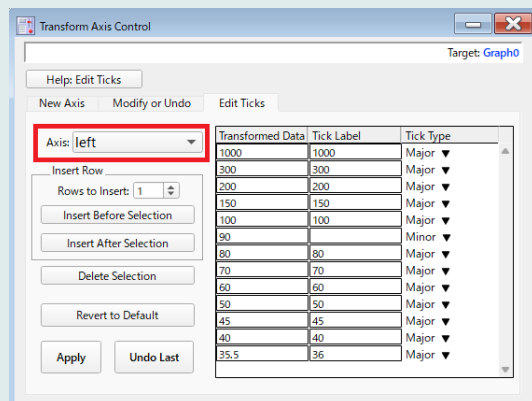 Transform Axis Control
Target: Graph0
Help: Edit Ticks
New Axis Modify or Undo Edit Ticks
Axis: left
Insert Row
Rows to Insert: 1
Insert Before Selection
Insert After Selection
Delete Selection
Revert to Default
Apply Undo Last
Transformed Data Tick Label Tick Type
1000 1000 Major
300 300 Major
200 200 Major
150 150 Major
100 100 Major
90 Minor
80 80 Major
70 70 Major
60 60 Major
50 50 Major
45 45 Major
40 40 Major
35.5 36 Major